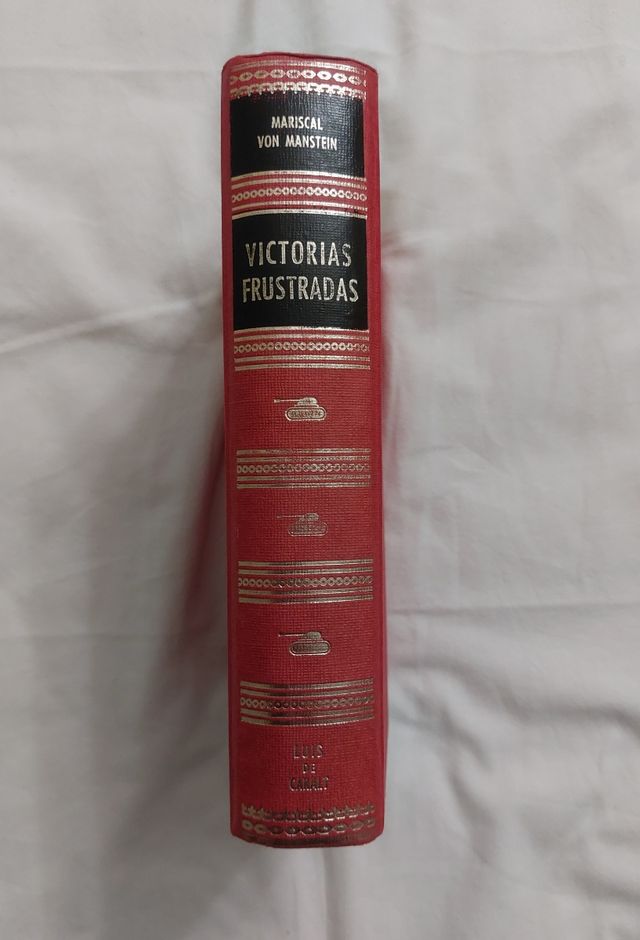 MARISCAL
VON MANSTEIN
VICTORIAS
FRUSTRADAS
LUIS
DE
CARALT